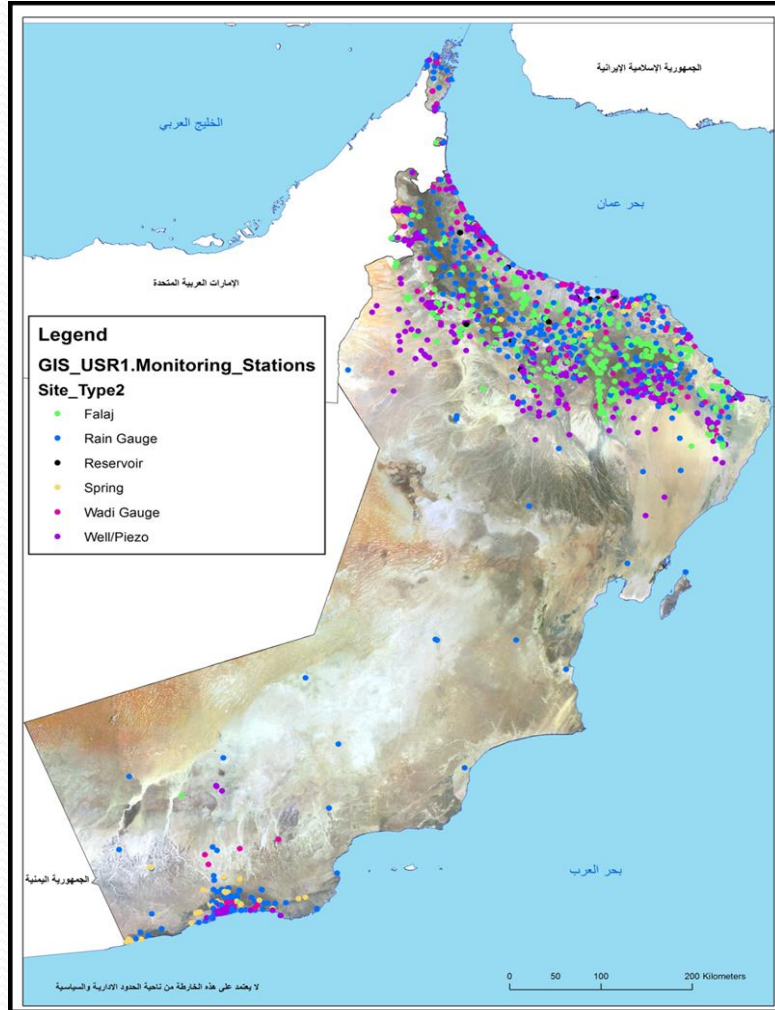 الجمهورية الإسلامية الإيرانية
الخليج العربي
بحر عمان
الإمارات العربية المتحدة
Legend
GIS_USR1.Monitoring_Stations
Site_Type2
Falaj
Rain Gauge
Reservoir
Spring
Wadi Gauge
Well/Piezo
الجمهورية اليمنية
بحر العرب
0 50 100 200 Kilometers
لا يعتمد على هذه الخارطة من ناحية الحدود الادارية والسياسية